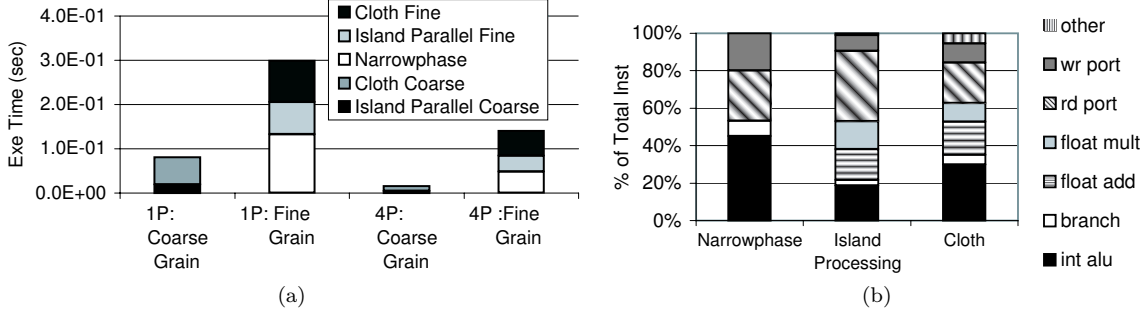 4.0E-01
3.0E-01
2.0E-01
1.0E-01
0.0E+00
Exe Time (sec)
Cloth Fine
Island Parallel Fine
Narrowphase
Cloth Coarse
Island Parallel Coarse
1P:
Coarse
Grain
1P: Fine
Grain
4P:
Coarse
Grain
4P :Fine
Grain
(a)
100%
80%
60%
40%
20%
0%
% of Total Inst
Narrowphase
Island
Processing
Cloth
other
wr port
rd port
float mult
float add
branch
int alu
(b)